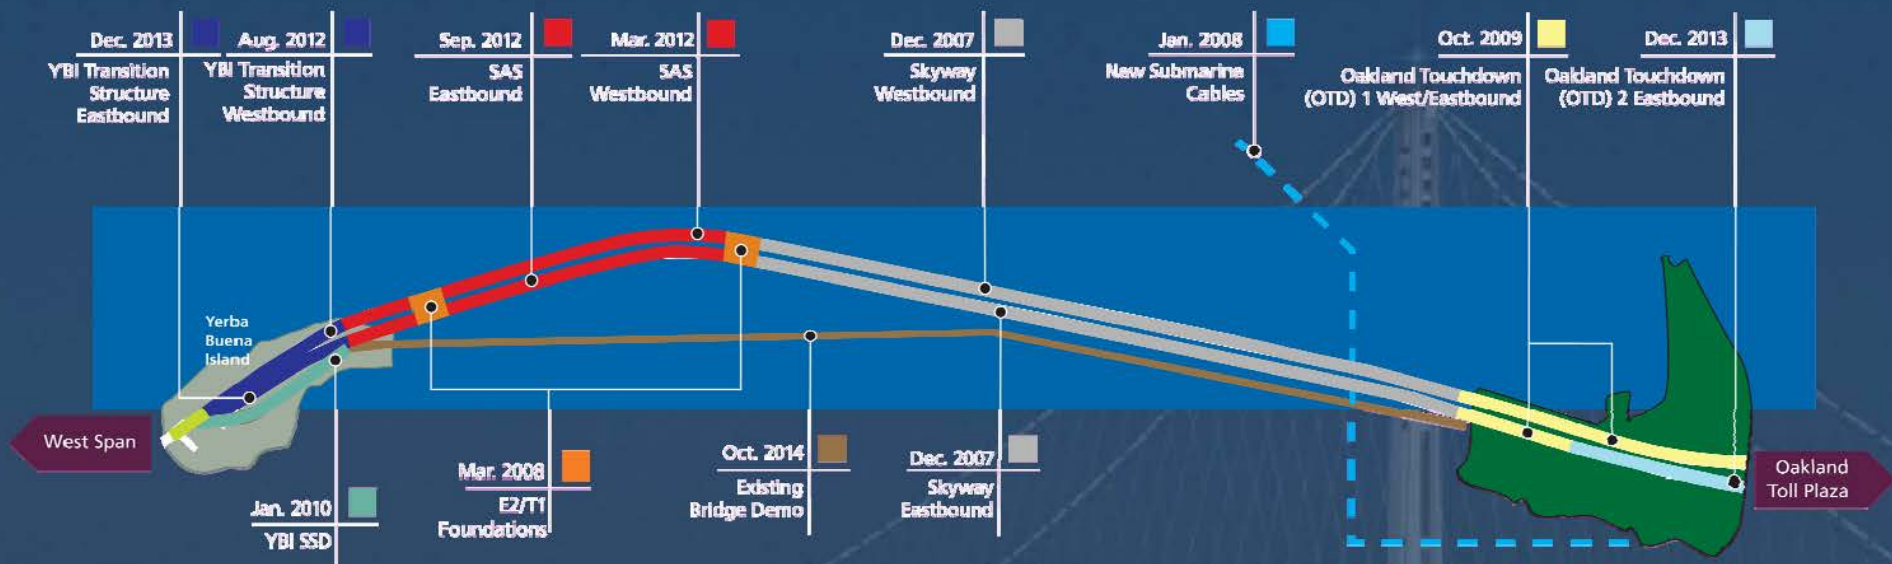 Dec. 2013
YBI Transition
Structure
Eastbound
Aug. 2012
YBI Transition
Structure
Westbound
Sep. 2012
SAS
Eastbound
Mar. 2012
SAS
Westbound
Dec. 2007
Skyway
Westbound
Jan. 2008
New Submarine
Cables
Oct. 2009
Oakland Touchdown
(OTD) 1 West/Eastbound
Dec. 2013
Oakland Touchdown
(OTD) 2 Eastbound
Yerba
Buena
Island
West Span
Oakland
Toll Plaza
Jan. 2010
YBI SSD
Mar. 2008
E2/T1
Foundations
Oct. 2014
Existing
Bridge Demo
Dec. 2007
Skyway
Eastbound